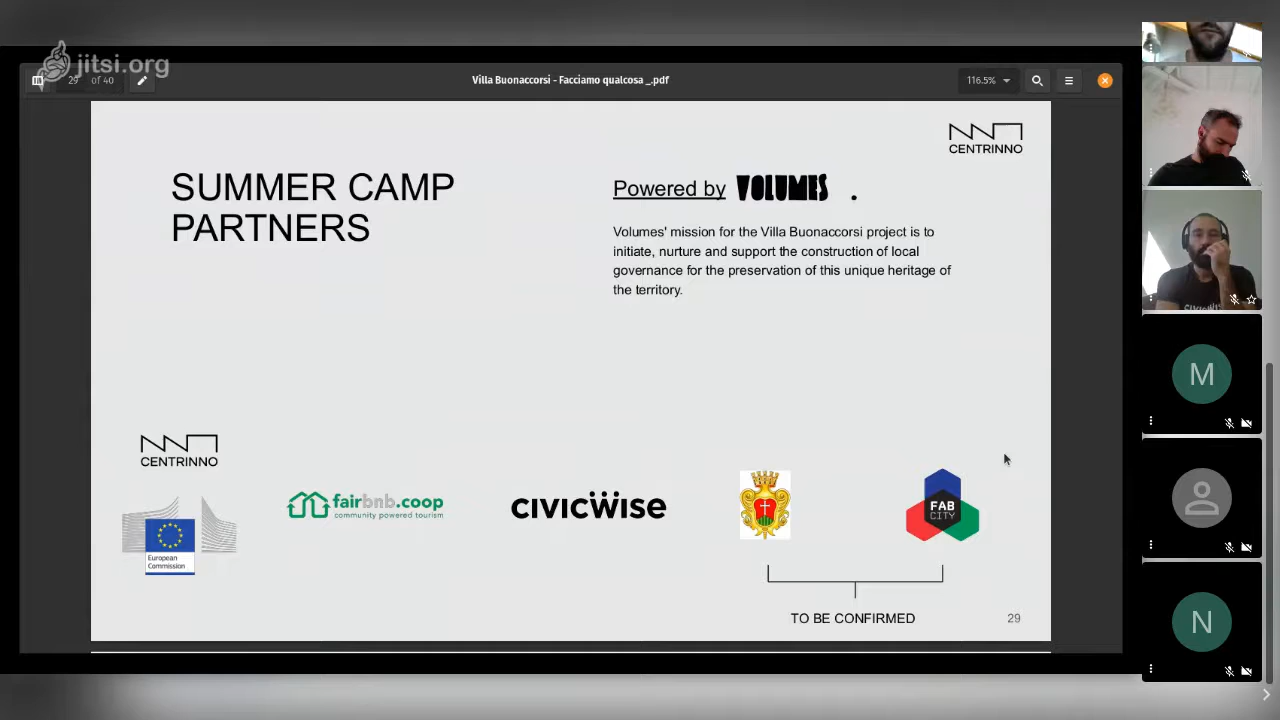 jitsi.org
29 of 40
Villa Buonaccorsi - Facciamo qualcosa _.pdf
116.5%
CENTRINNO
SUMMER CAMP
PARTNERS
Powered by VOLUMES .
Volumes' mission for the Villa Buonaccorsi project is to
initiate, nurture and support the construction of local
governance for the preservation of this unique heritage of
the territory.
CENTRINNO
European
Commission
fairbnb.coop
community powered tourism
civicwise
FAB
CITY
TO BE CONFIRMED
29
M
N